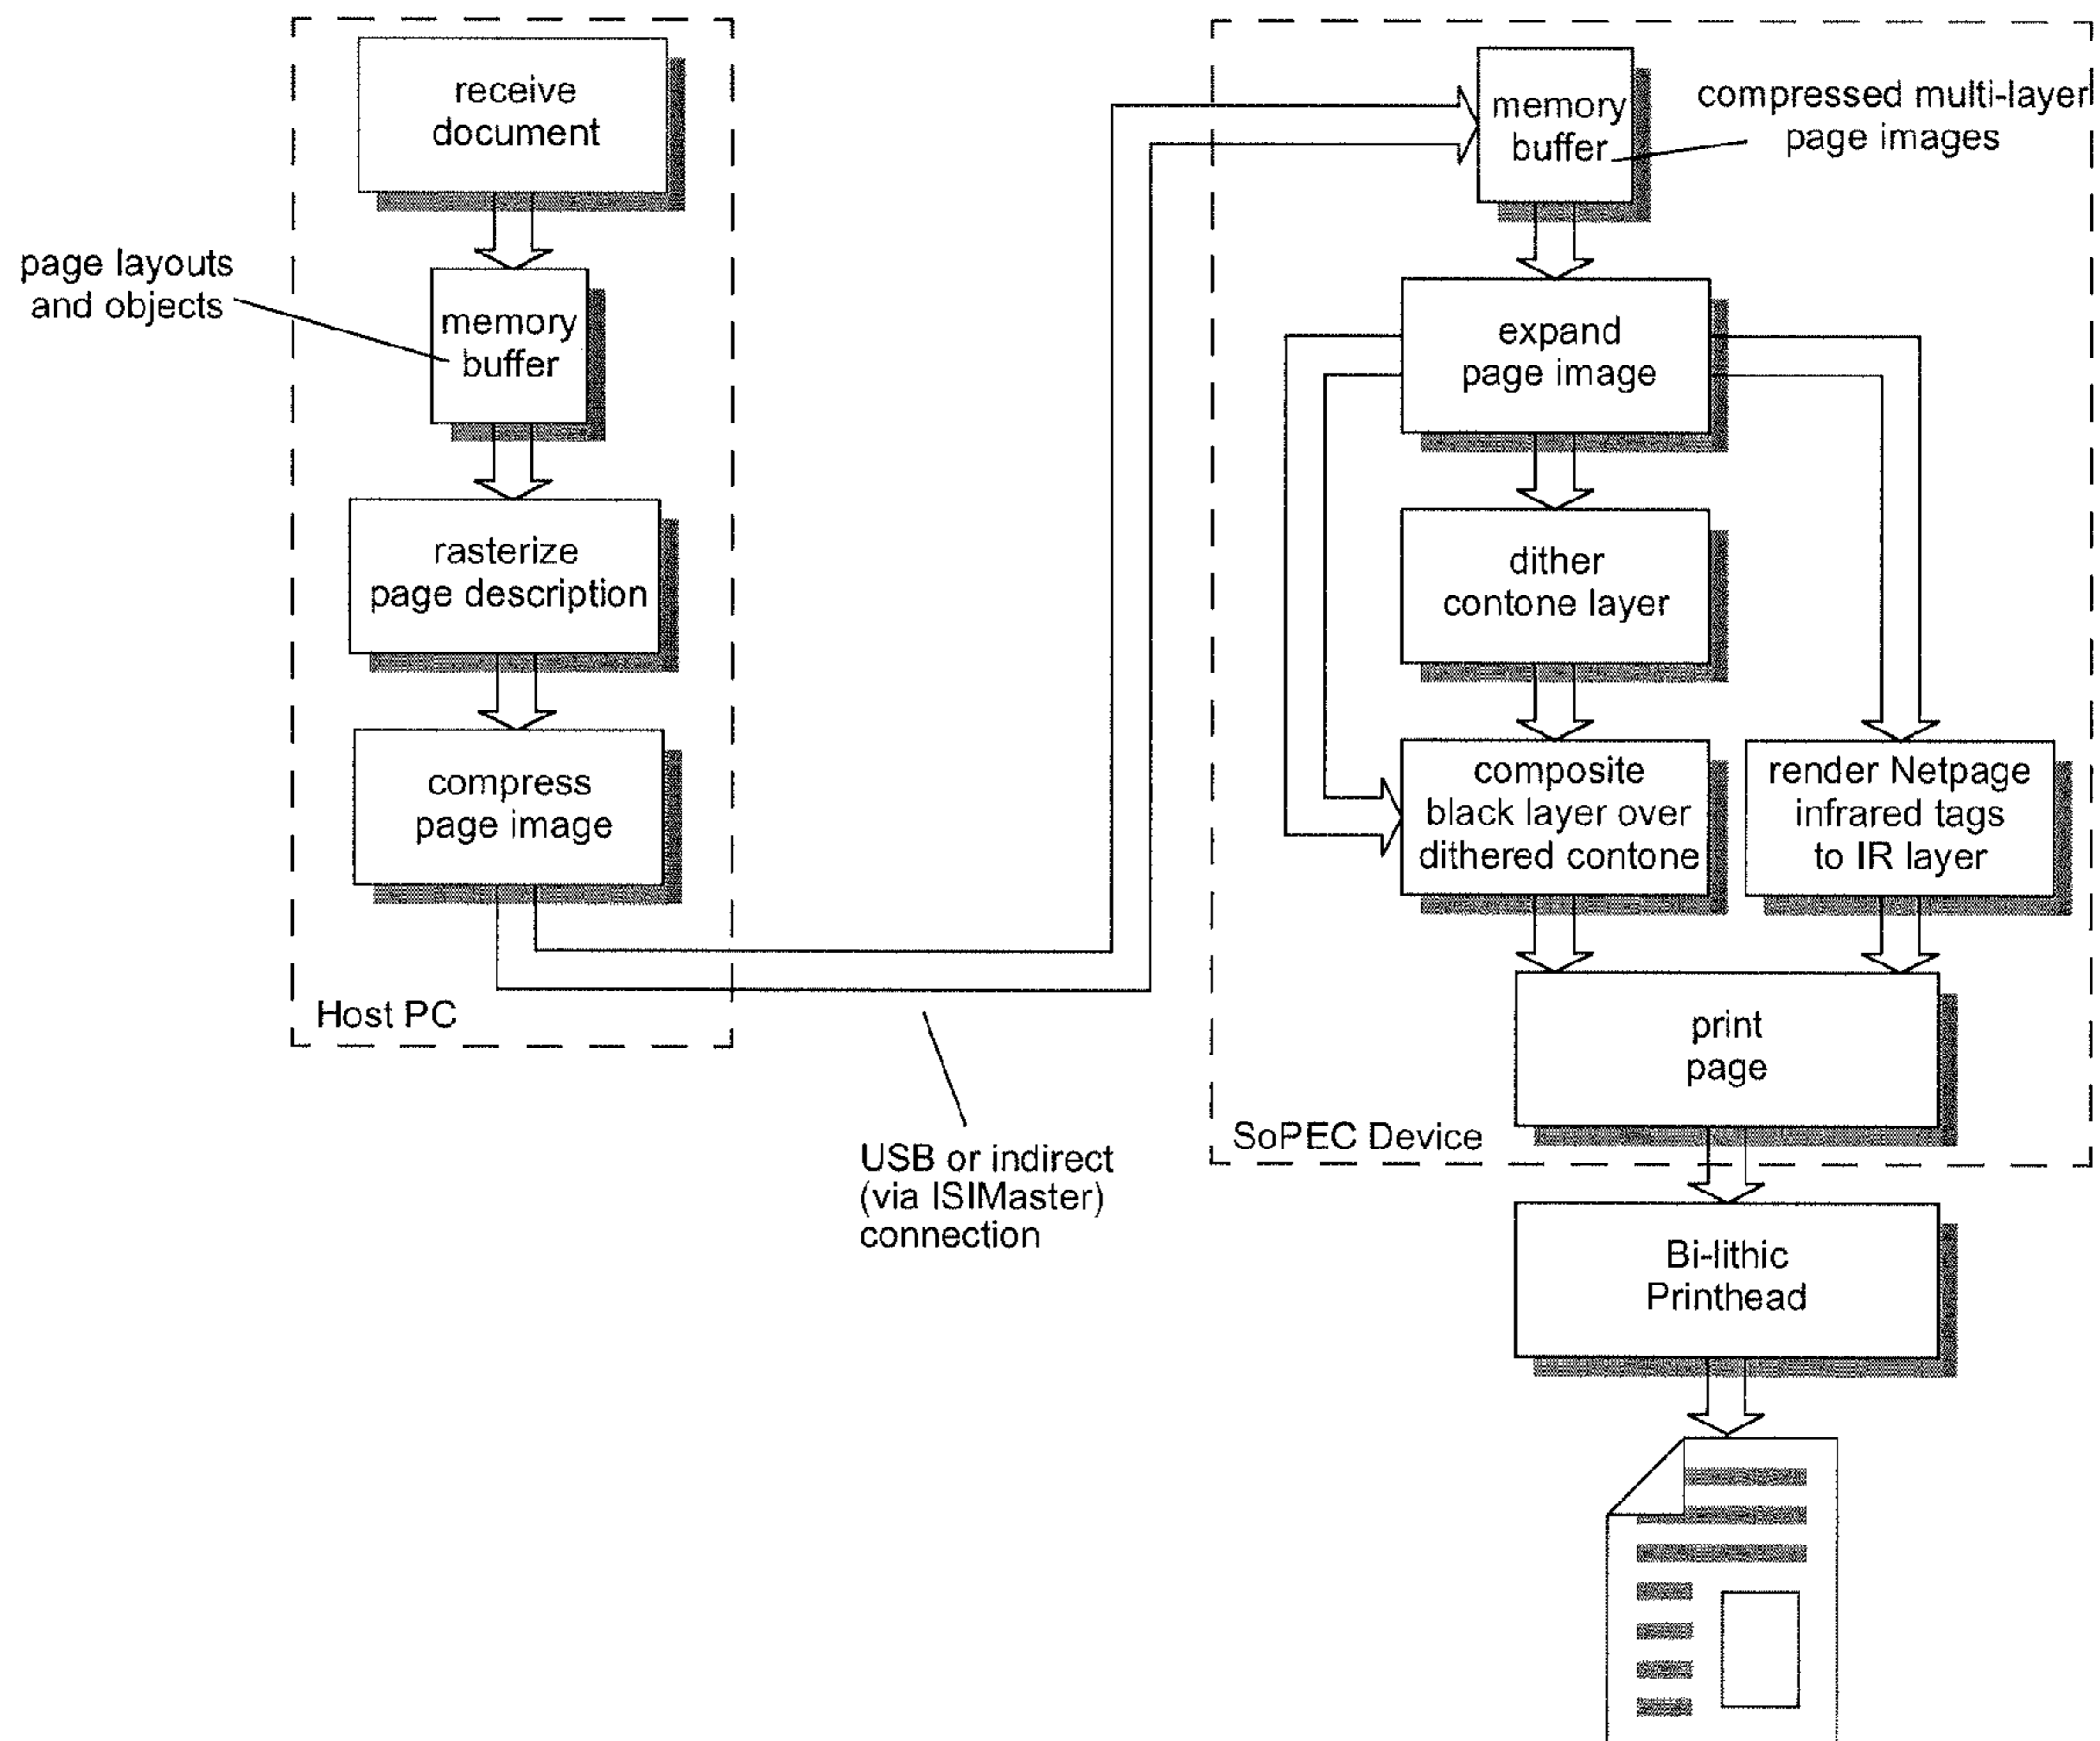 receive
document
page layouts
and objects
memory
buffer
rasterize
page description
compress
page image
Host PC
USB or indirect
(via ISIMaster)
connection
memory
buffer
compressed multi-layer
page images
expand
page image
dither
contone layer
composite
black layer over
dithered contone
render Netpage
infrared tags
to IR layer
print
page
SoPEC Device
Bi-lithic
Printhead